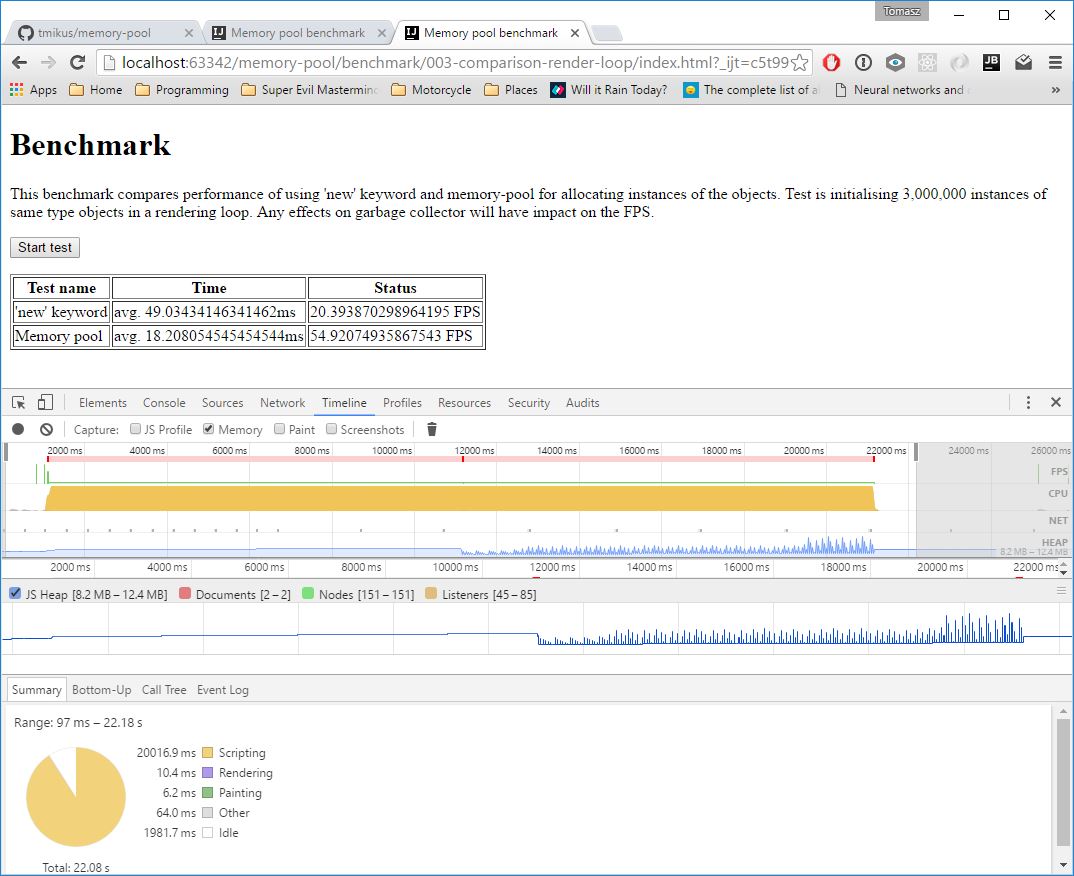 Tomasz
tmikus/memory-pool
Memory pool benchmark
Memory pool benchmark
localhost:63342/memory-pool/benchmark/003-comparison-render-loop/index.html?_ijt=c5t99
Apps Home Programming Super Evil Mastermind Motorcycle Places Will it Rain Today? The complete list of Neural networks and
Benchmark
This benchmark compares performance of using 'new' keyword and memory-pool for allocating instances of the objects. Test is initialising 3,000,000 instances of
same type objects in a rendering loop. Any effects on garbage collector will have impact on the FPS.
Start test
Test name Time Status
'new' keyword avg. 49.03434146341462ms 20.393870298964195 FPS
Memory pool avg. 18.208054545454544ms 54.92074935867543 FPS
Elements Console Sources Network Timeline Profiles Resources Security Audits
Capture: JS Profile Memory Paint Screenshots
2000 ms 4000 ms 6000 ms 8000 ms 10000 ms 12000 ms 14000 ms 16000 ms 18000 ms 20000 ms 22000 ms 24000 ms 26000 ms
FPS
CPU
NET
HEAP
8.2 MB – 12.4 MB
2000 ms 4000 ms 6000 ms 8000 ms 10000 ms 12000 ms 14000 ms 16000 ms 18000 ms 20000 ms 22000 ms
JS Heap [8.2 MB – 12.4 MB] Documents [2 – 2] Nodes [151 – 151] Listeners [45 – 85]
Summary Bottom-Up Call Tree Event Log
Range: 97 ms – 22.18 s
20016.9 ms Scripting
10.4 ms Rendering
6.2 ms Painting
64.0 ms Other
1981.7 ms Idle
Total: 22.08 s